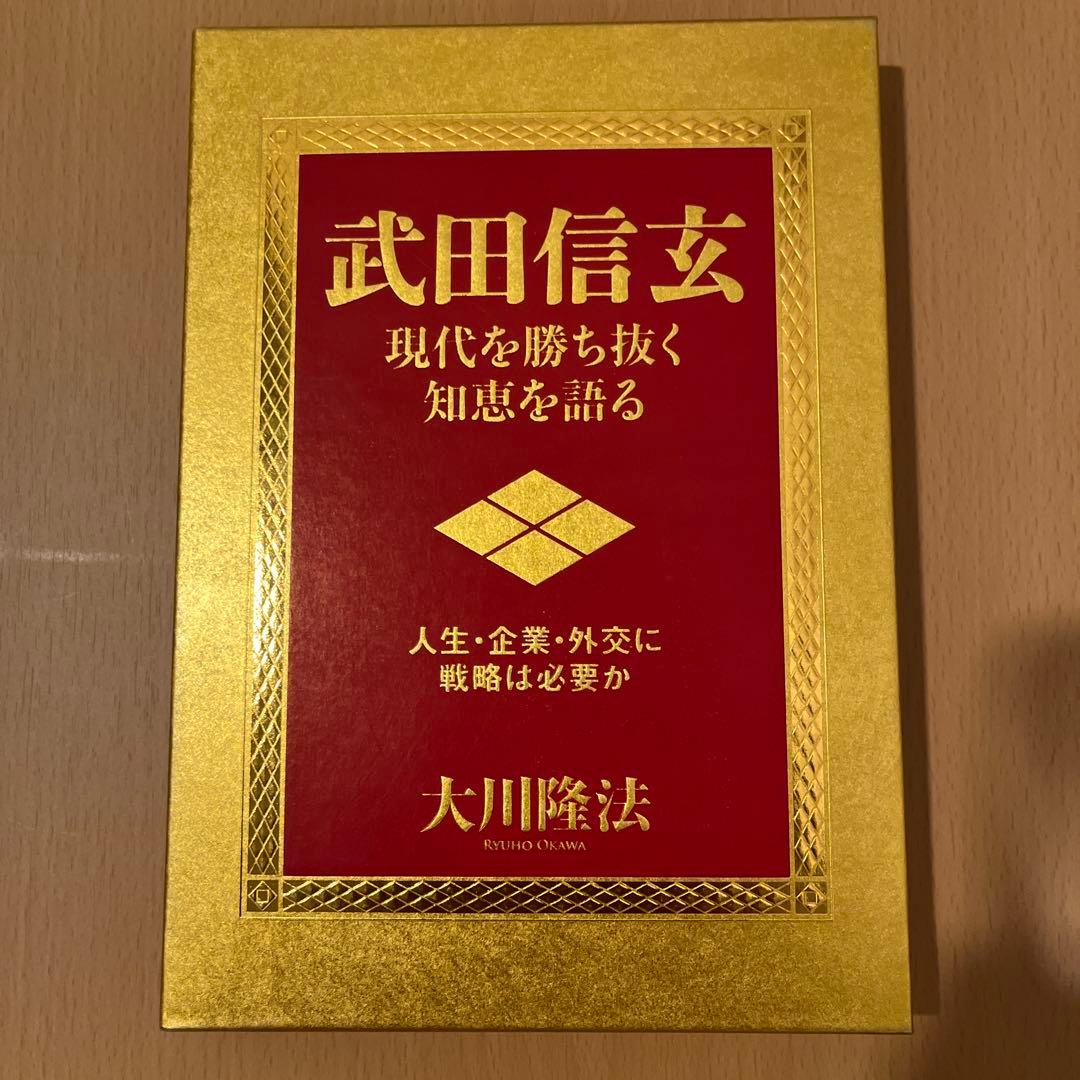 武田信玄
現代を勝ち抜く
知恵を語る
人生・企業・外交に
戦略は必要か
大川隆法
RYUHO OKAWA